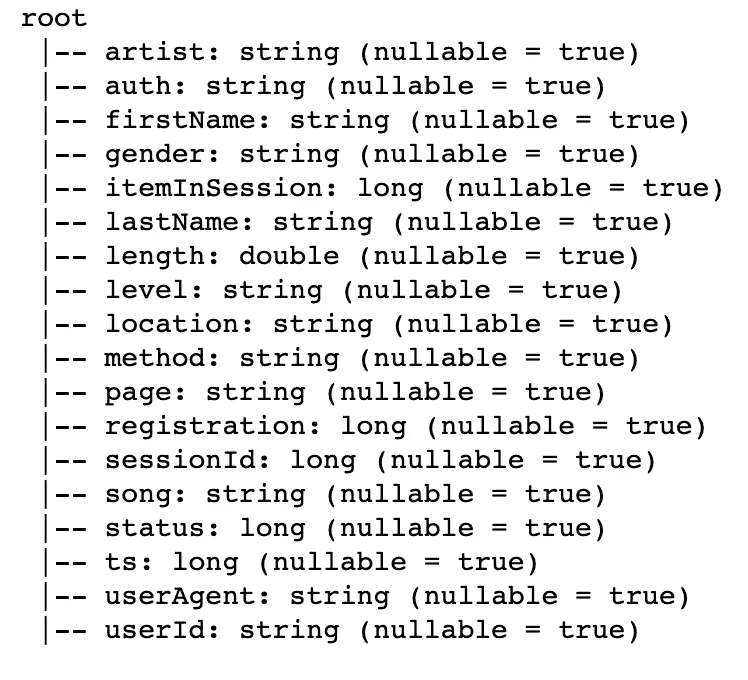 root
|-- artist: string (nullable = true)
|-- auth: string (nullable = true)
|-- firstName: string (nullable = true)
|-- gender: string (nullable = true)
|-- itemInSession: long (nullable = true)
|-- lastName: string (nullable = true)
|-- length: double (nullable = true)
|-- level: string (nullable = true)
|-- location: string (nullable = true)
|-- method: string (nullable = true)
|-- page: string (nullable = true)
|-- registration: long (nullable = true)
|-- sessionId: long (nullable = true)
|-- song: string (nullable = true)
|-- status: long (nullable = true)
|-- ts: long (nullable = true)
|-- userAgent: string (nullable = true)
|-- userId: string (nullable = true)